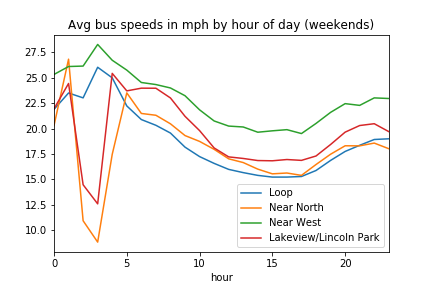 Avg bus speeds in mph by hour of day (weekends)
27.5
25.0
22.5
20.0
17.5
15.0
12.5
10.0
Loop
Near North
Near West
Lakeview/Lincoln Park
0 5 10 15 20
hour